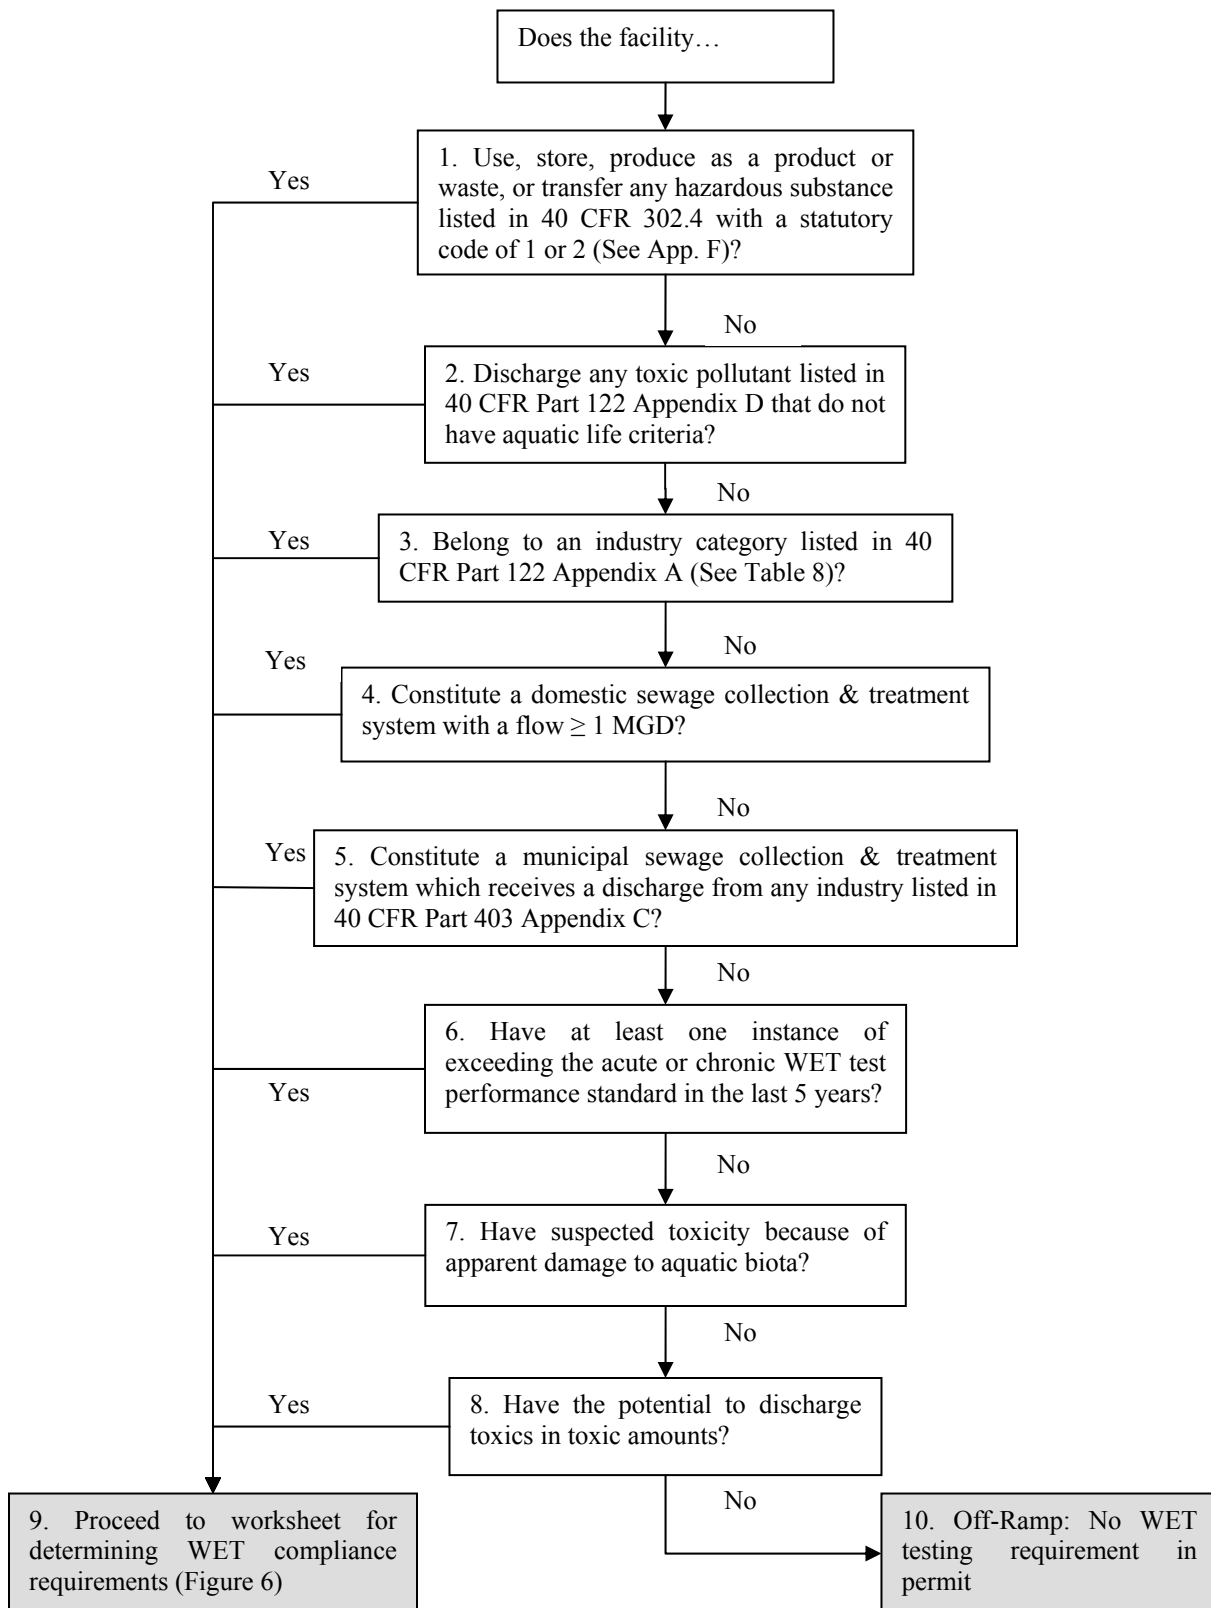 Does the facility…
1. Use, store, produce as a product or
waste, or transfer any hazardous substance
listed in 40 CFR 302.4 with a statutory
code of 1 or 2 (See App. F)?
Yes
No
2. Discharge any toxic pollutant listed in
40 CFR Part 122 Appendix D that do not
have aquatic life criteria?
Yes
No
3. Belong to an industry category listed in 40
CFR Part 122 Appendix A (See Table 8)?
Yes
No
4. Constitute a domestic sewage collection & treatment
system with a flow ≥ 1 MGD?
Yes
No
5. Constitute a municipal sewage collection & treatment
system which receives a discharge from any industry listed in
40 CFR Part 403 Appendix C?
Yes
No
6. Have at least one instance of
exceeding the acute or chronic WET test
performance standard in the last 5 years?
Yes
No
7. Have suspected toxicity because of
apparent damage to aquatic biota?
Yes
No
8. Have the potential to discharge
toxics in toxic amounts?
Yes
No
9. Proceed to worksheet for
determining WET compliance
requirements (Figure 6)
10. Off-Ramp: No WET
testing requirement in
permit